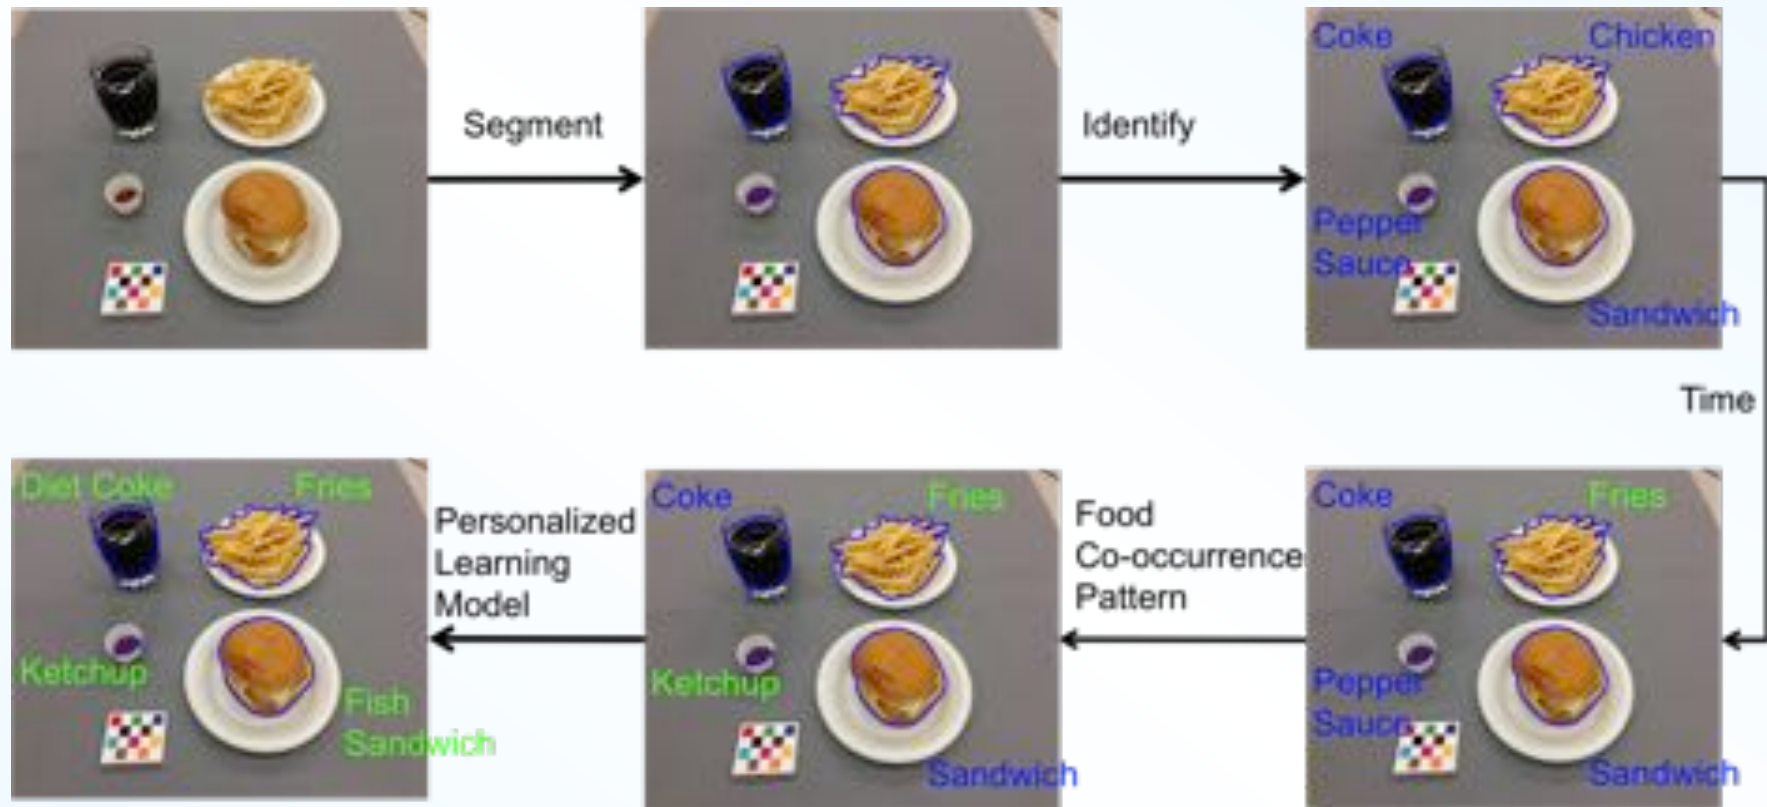 Segment
Identify
Coke
Chicken
Pepper
Sauce
Sandwich
Time
Coke
Fries
Pepper
Sauce
Sandwich
Food
Co-occurrence
Pattern
Coke
Fries
Ketchup
Sandwich
Personalized
Learning
Model
Diet Coke
Fries
Ketchup
Fish
Sandwich